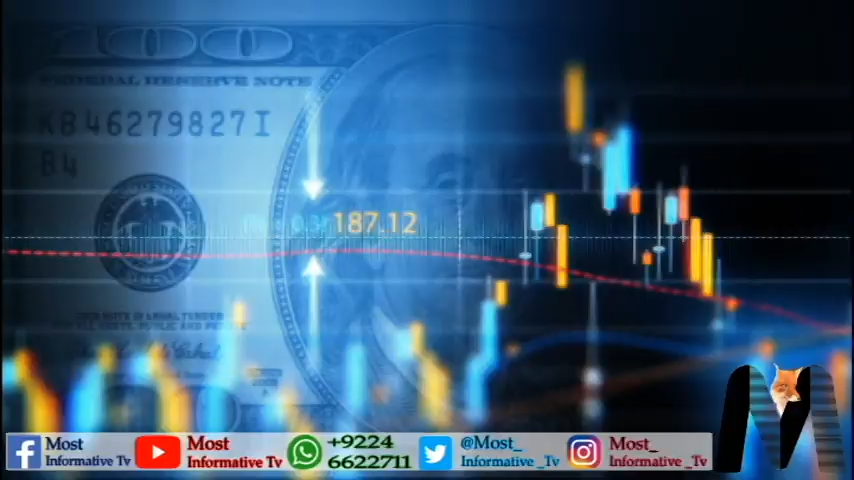 100
FEDERAL RESERVE NOTE
KB46279827I
B4
187.12
Most
Informative Tv
Most
Informative Tv
+9224
6622711
@Most_
Informative _Tv
Most_
Informative _Tv
M